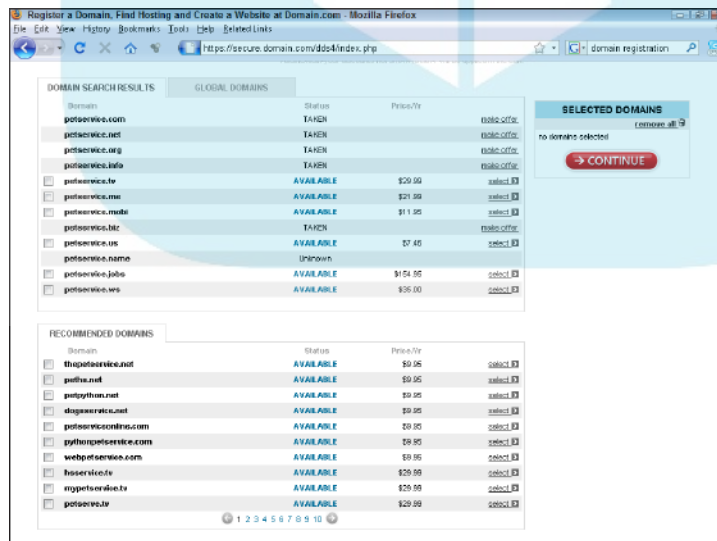 Register a Domain, Find Hosting and Create a Website at Domain.com - Mozilla Firefox
File Edit View History Bookmarks Tools Help Related Links
https://secure.domain.com/dds4/index.php
domain registration
DOMAIN SEARCH RESULTS GLOBAL DOMAINS
Domain Status Price/Yr
petservice.com TAKEN make offer
petservice.net TAKEN make offer
petservice.org TAKEN make offer
petservice.info TAKEN make offer
petservice.tv AVAILABLE $29.99 select
petservice.me AVAILABLE $21.99 select
petservice.mobi AVAILABLE $11.95 select
petservice.biz TAKEN make offer
petservice.us AVAILABLE $7.45 select
petservice.name Unknown
petservice.jobs AVAILABLE $154.95 select
petservice.ws AVAILABLE $35.00 select
SELECTED DOMAINS
remove all
no domains selected
CONTINUE
RECOMMENDED DOMAINS
Domain Status Price/Yr
thepetservice.net AVAILABLE $9.95 select
peths.net AVAILABLE $9.95 select
petpython.net AVAILABLE $9.95 select
dogsservice.net AVAILABLE $9.95 select
petserviceonline.com AVAILABLE $9.95 select
pythonpetservice.com AVAILABLE $9.95 select
webpetservice.com AVAILABLE $9.95 select
hsservice.tv AVAILABLE $29.99 select
mypetservice.tv AVAILABLE $29.99 select
petserve.tv AVAILABLE $29.99 select
1 2 3 4 5 6 7 8 9 10